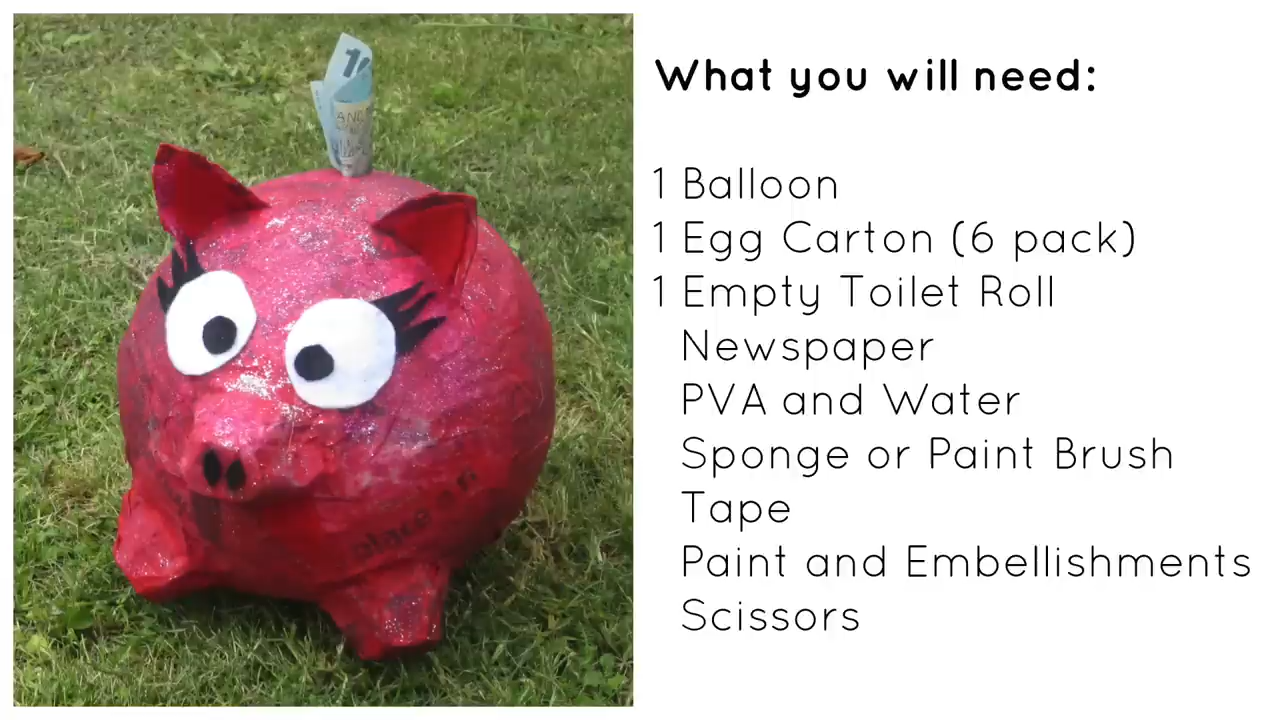 What you will need:
1 Balloon
1 Egg Carton (6 pack)
1 Empty Toilet Roll
Newspaper
PVA and Water
Sponge or Paint Brush
Tape
Paint and Embellishments
Scissors